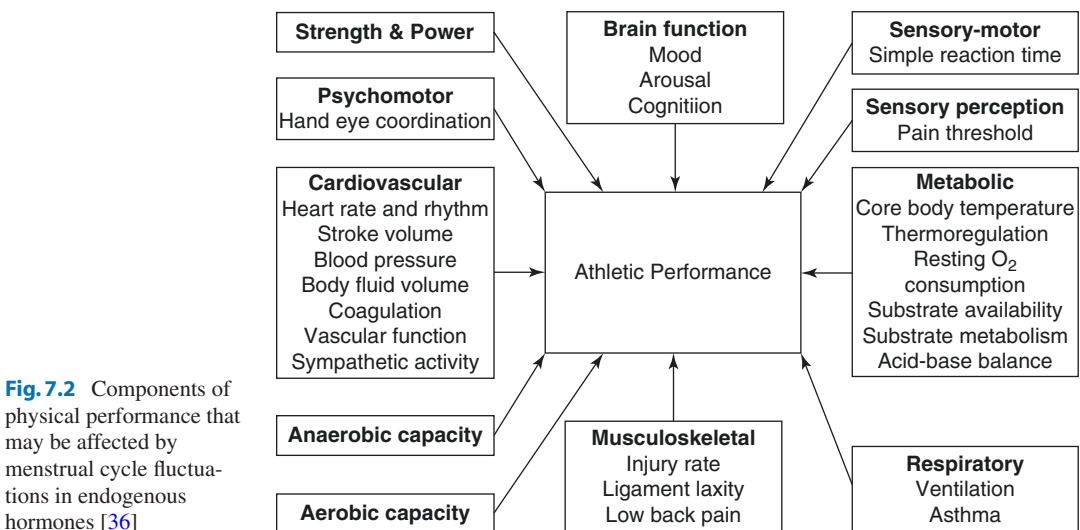 Strength & Power
Psychomotor
Hand eye coordination
Cardiovascular
Heart rate and rhythm
Stroke volume
Blood pressure
Body fluid volume
Coagulation
Vascular function
Sympathetic activity
Anaerobic capacity
Aerobic capacity
Brain function
Mood
Arousal
Cognitiion
Athletic Performance
Musculoskeletal
Injury rate
Ligament laxity
Low back pain
Sensory-motor
Simple reaction time
Sensory perception
Pain threshold
Metabolic
Core body temperature
Thermoregulation
Resting O2
consumption
Substrate availability
Substrate metabolism
Acid-base balance
Respiratory
Ventilation
Asthma
Fig. 7.2 Components of
physical performance that
may be affected by
menstrual cycle fluctua-
tions in endogenous
hormones [36]